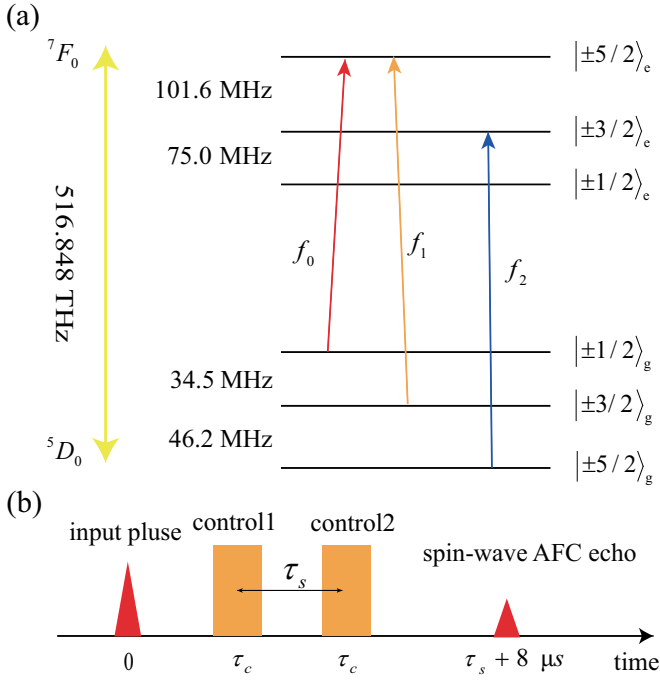 (a)
⁷F₀
101.6 MHz
75.0 MHz
516.848 THz
34.5 MHz
46.2 MHz
⁵D₀
|±5/2⟩ₑ
|±3/2⟩ₑ
|±1/2⟩ₑ
f₀
f₁
f₂
|±1/2⟩g
|±3/2⟩g
|±5/2⟩g
(b)
input pluse
control1
control2
spin-wave AFC echo
τₛ
0
τ_c
τ_c
τₛ + 8 μs
time